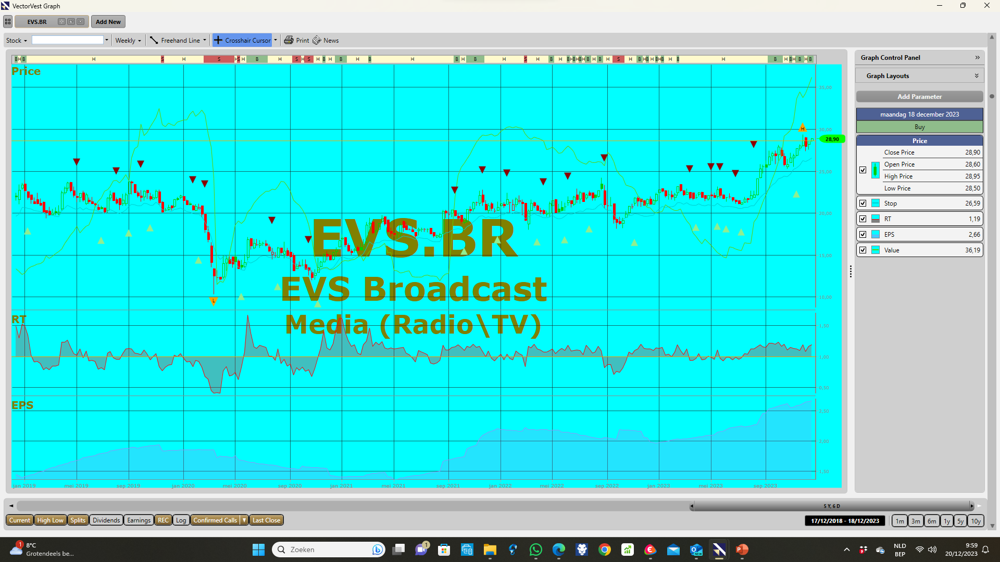 VectorVest Graph
EVS.BR
Add New
Stock
Weekly
Freehand Line
Crosshair Cursor
Print
News
B H B H S H S H S H B H S H S H B H B H B H B H B H S H B H B H B H B H B H B H S H B H B H B H B H B H B H B H B H B
Price
35,00
30,00
28,90
25,00
20,00
15,00
10,00
H
L
EVS.BR
EVS Broadcast
Media (Radio\TV)
RT
1,50
1,00
0,50
EPS
2,50
2,00
1,50
jan 2019 mei 2019 sep 2019 jan 2020 mei 2020 sep 2020 jan 2021 mei 2021 sep 2021 jan 2022 mei 2022 sep 2022 jan 2023 mei 2023 sep 2023
Graph Control Panel
Graph Layouts
Add Parameter
maandag 18 december 2023
Buy
Price
Close Price 28,90
Open Price 28,60
High Price 28,95
Low Price 28,50
Stop 26,59
RT 1,19
EPS 2,66
Value 36,19
5 Y, 6 D
Current
High Low
Splits
Dividends
Earnings
REC
Log
Confirmed Calls
Last Close
17/12/2018 - 18/12/2023
1m
3m
6m
1y
5y
10y
1
8°C
Grotendeels be...
Zoeken
1
NEW
NLD
BEP
9:59
20/12/2023